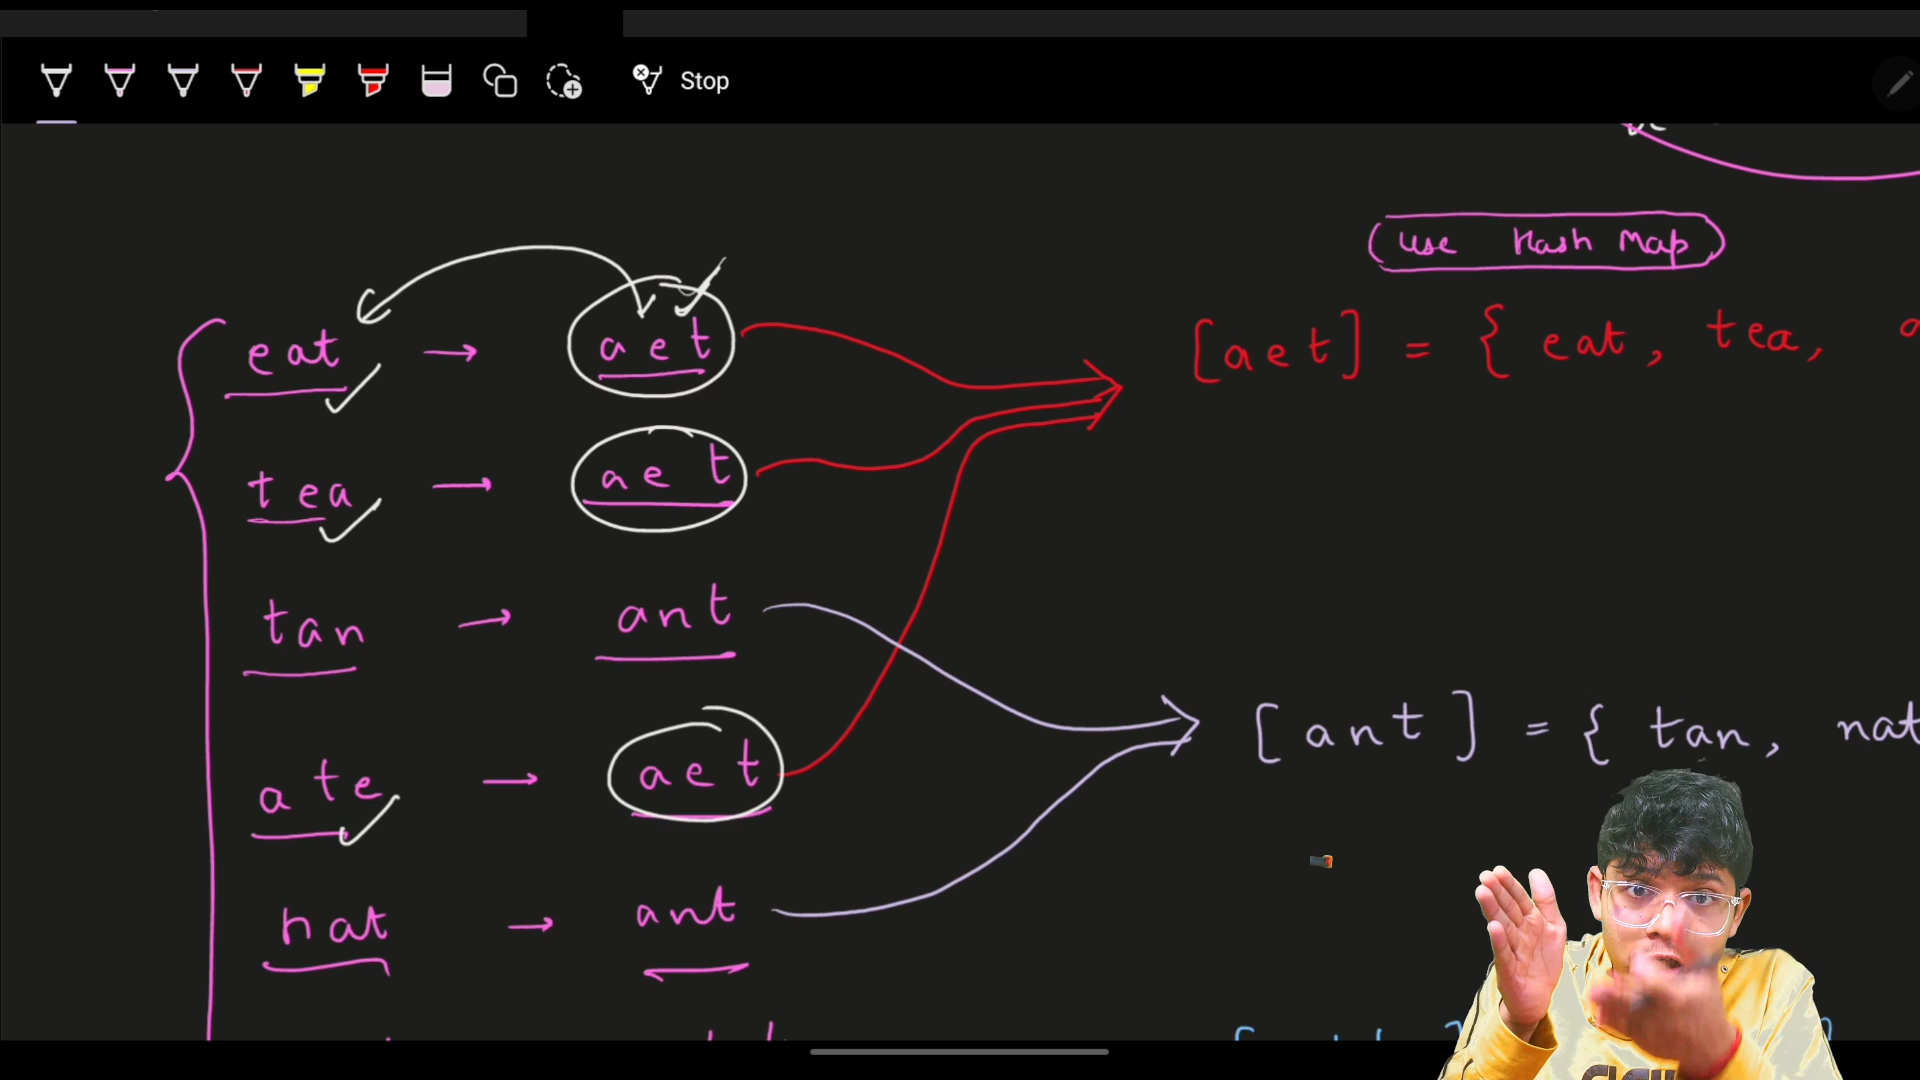 Stop
use Hash Map
eat → aet
[aet] = { eat, tea,
tea → aet
tan → ant
[ant] = { tan, nat
ate → aet
nat → ant